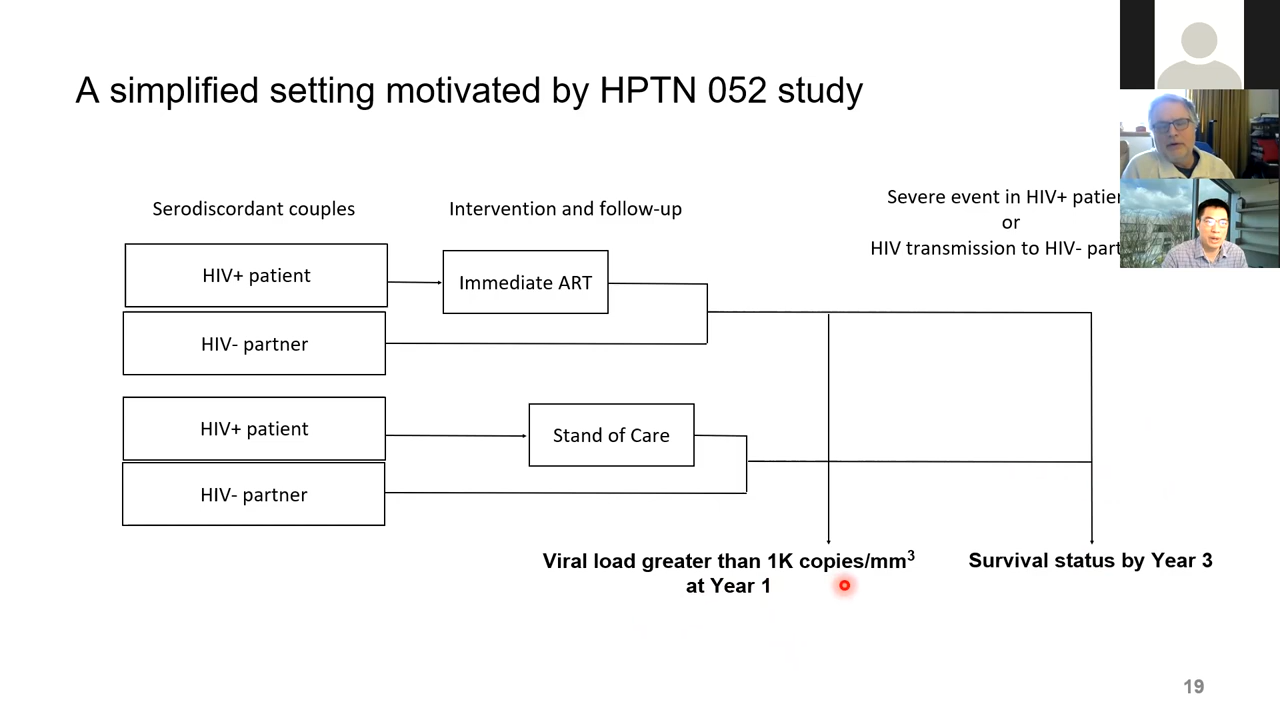 A simplified setting motivated by HPTN 052 study
Serodiscordant couples
Intervention and follow-up
Severe event in HIV+
or
HIV transmission to HIV-
HIV+ patient
Immediate ART
HIV- partner
HIV+ patient
Stand of Care
HIV- partner
Viral load greater than 1K copies/mm³
at Year 1
Survival status by Year 3
19